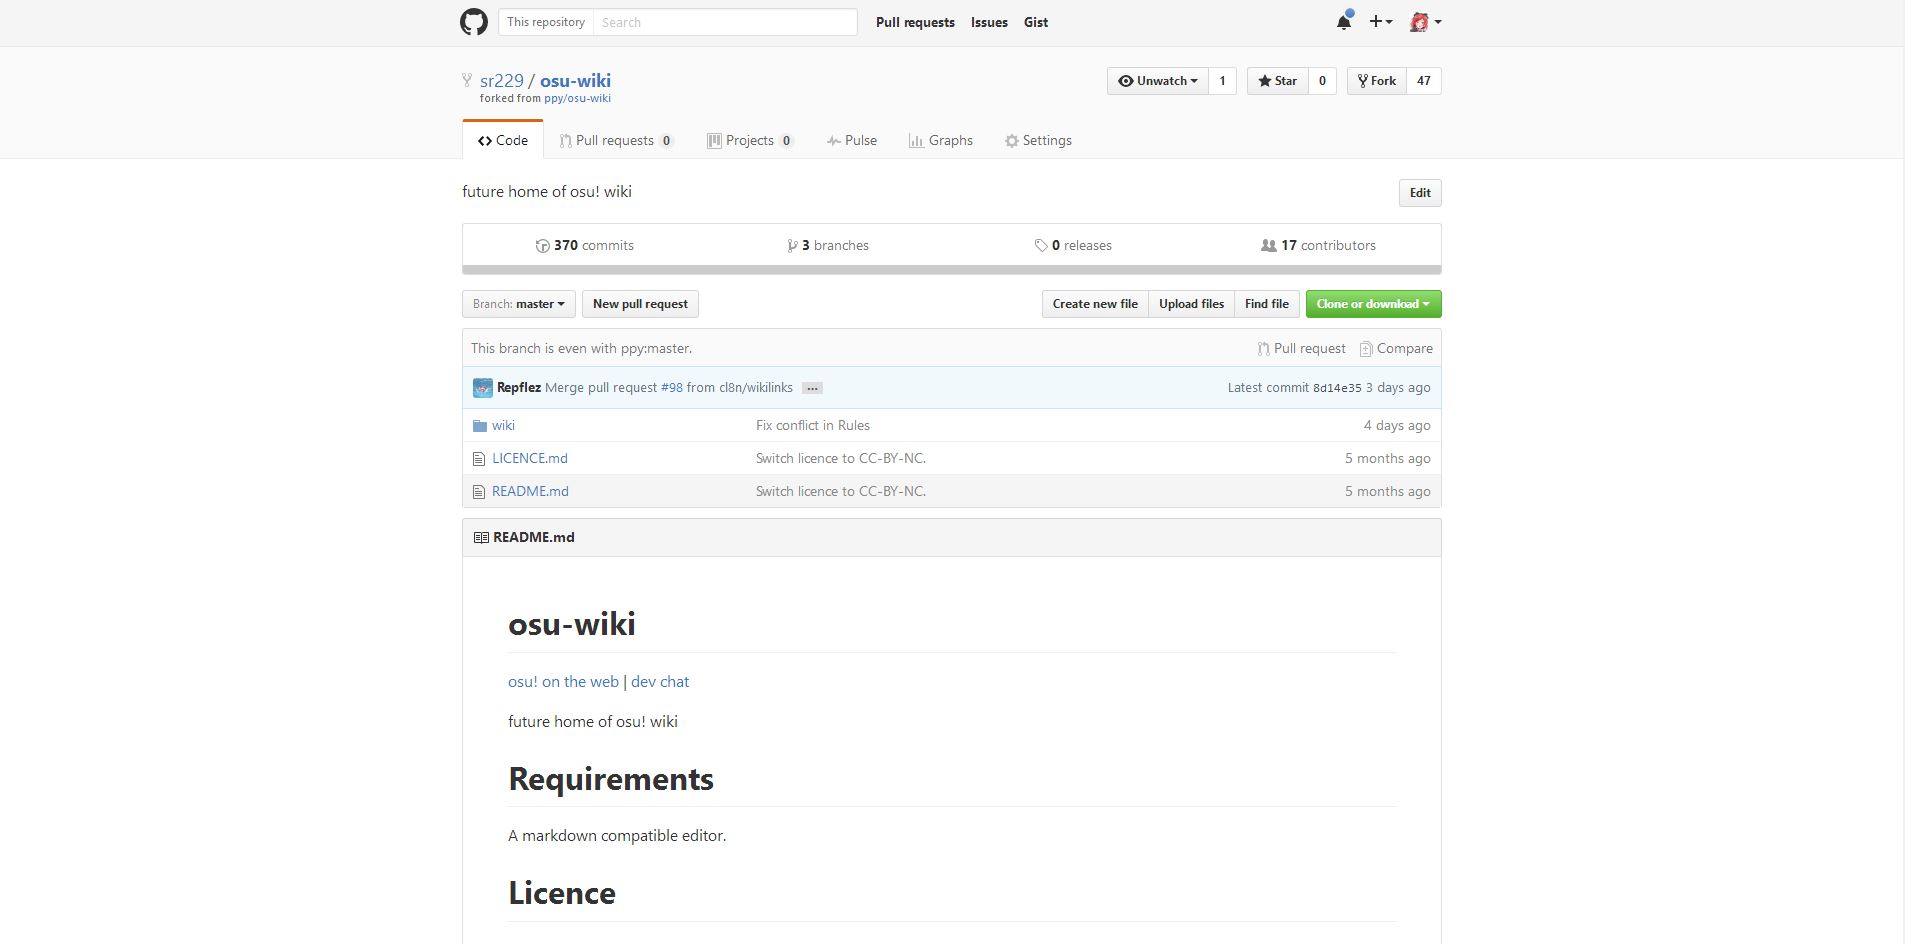 This repository Search Pull requests Issues Gist
sr229 / osu-wiki Unwatch 1 Star 0 Fork 47
forked from ppy/osu-wiki
Code Pull requests 0 Projects 0 Pulse Graphs Settings
future home of osu! wiki Edit
370 commits 3 branches 0 releases 17 contributors
Branch: master New pull request Create new file Upload files Find file Clone or download
This branch is even with ppy:master. Pull request Compare
Repflez Merge pull request #98 from cl8n/wikilinks … Latest commit 8d14e35 3 days ago
wiki Fix conflict in Rules 4 days ago
LICENCE.md Switch licence to CC-BY-NC. 5 months ago
README.md Switch licence to CC-BY-NC. 5 months ago
README.md
osu-wiki
osu! on the web | dev chat
future home of osu! wiki
Requirements
A markdown compatible editor.
Licence